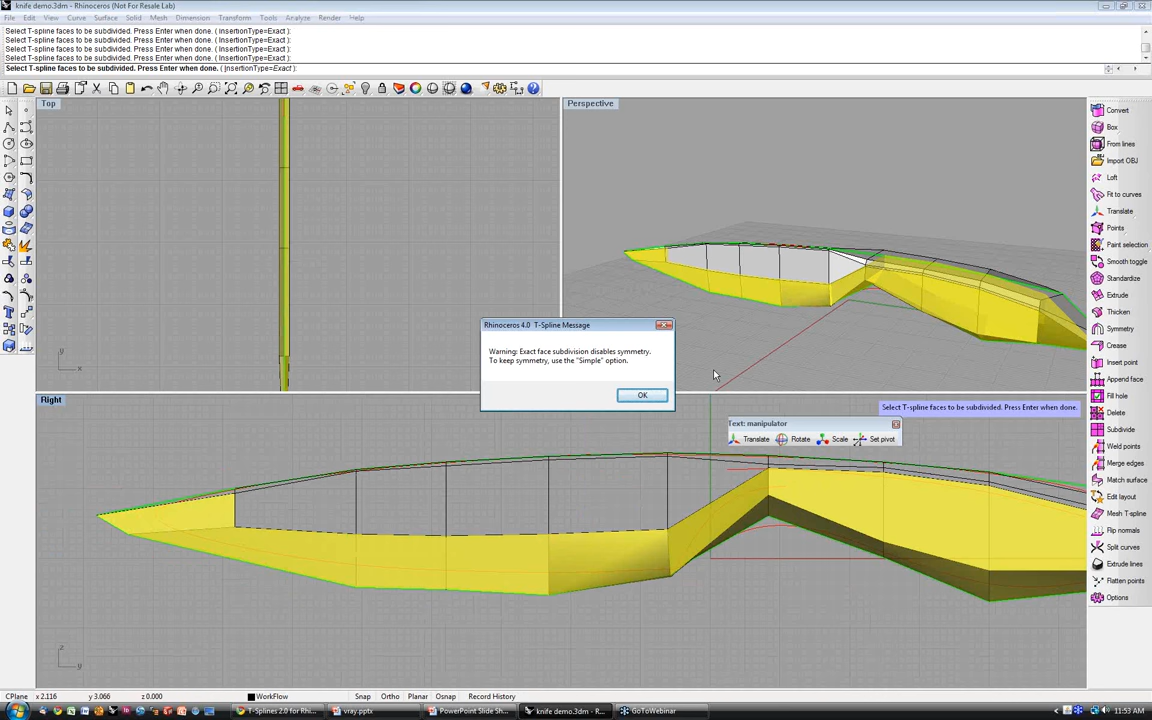 knife demo.3dm - Rhinoceros (Not For Resale Lab)
File Edit View Curve Surface Solid Mesh Dimension Transform Tools Analyze Render Help
Select T-spline faces to be subdivided. Press Enter when done. ( InsertionType=Exact ):
Select T-spline faces to be subdivided. Press Enter when done. ( InsertionType=Exact ):
Select T-spline faces to be subdivided. Press Enter when done. ( InsertionType=Exact ):
Select T-spline faces to be subdivided. Press Enter when done. ( InsertionType=Exact ):
Select T-spline faces to be subdivided. Press Enter when done. ( InsertionType=Exact ):
Top
Perspective
Convert
Box
From lines
Import OBJ
Loft
Fit to curves
Translate
Points
Paint selection
Smooth toggle
Standardize
Extrude
Thicken
Symmetry
Crease
Insert point
Append face
Fill hole
Delete
Subdivide
Weld points
Merge edges
Match surface
Edit layout
Mesh T-spline
Flip normals
Split curves
Extrude lines
Flatten points
Options
Rhinoceros 4.0 T-Spline Message
Warning: Exact face subdivision disables symmetry.
To keep symmetry, use the "Simple" option.
OK
y
x
Right
Select T-spline faces to be subdivided. Press Enter when done.
Text: manipulator
Translate Rotate Scale Set pivot
z
y
CPlane x 2.116 y 3.066 z 0.000 WorkFlow Snap Ortho Planar Osnap Record History
T-Splines 2.0 for Rhi... vray.pptx PowerPoint Slide Sh... knife demo.3dm - R... GoToWebinar 11:53 AM